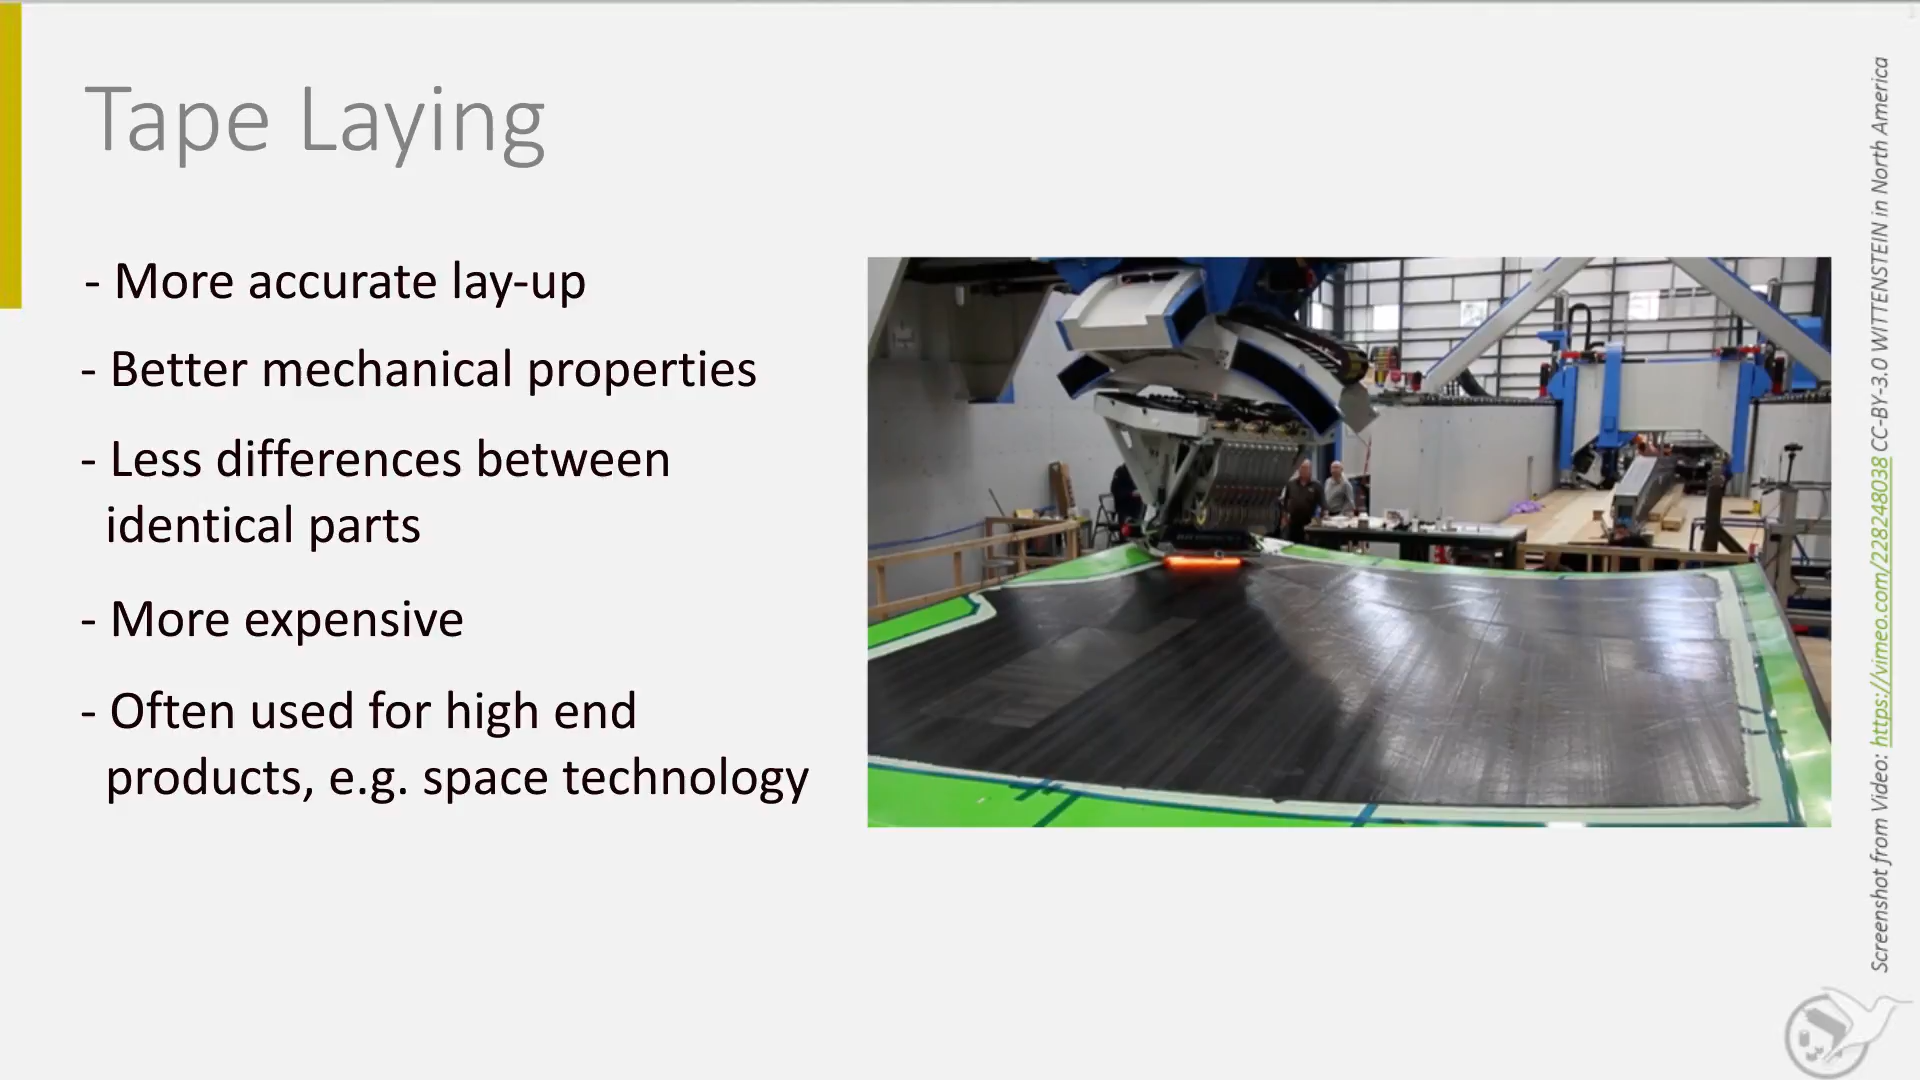 Tape Laying
- More accurate lay-up
- Better mechanical properties
- Less differences between
identical parts
- More expensive
- Often used for high end
products, e.g. space technology
Screenshot from Video: https://vimeo.com/228248038 CC-BY-3.0 WITTENSTEIN in North America